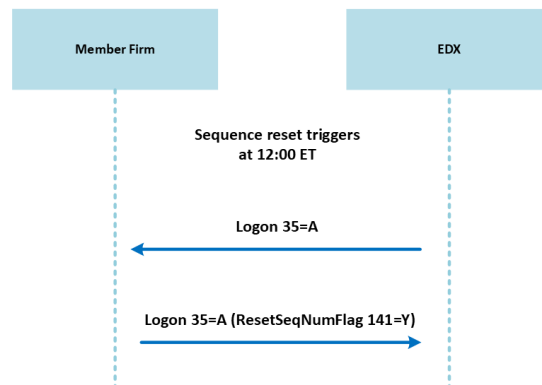 Member Firm
EDX
Sequence reset triggers
at 12:00 ET
Logon 35=A
Logon 35=A (ResetSeqNumFlag 141=Y)